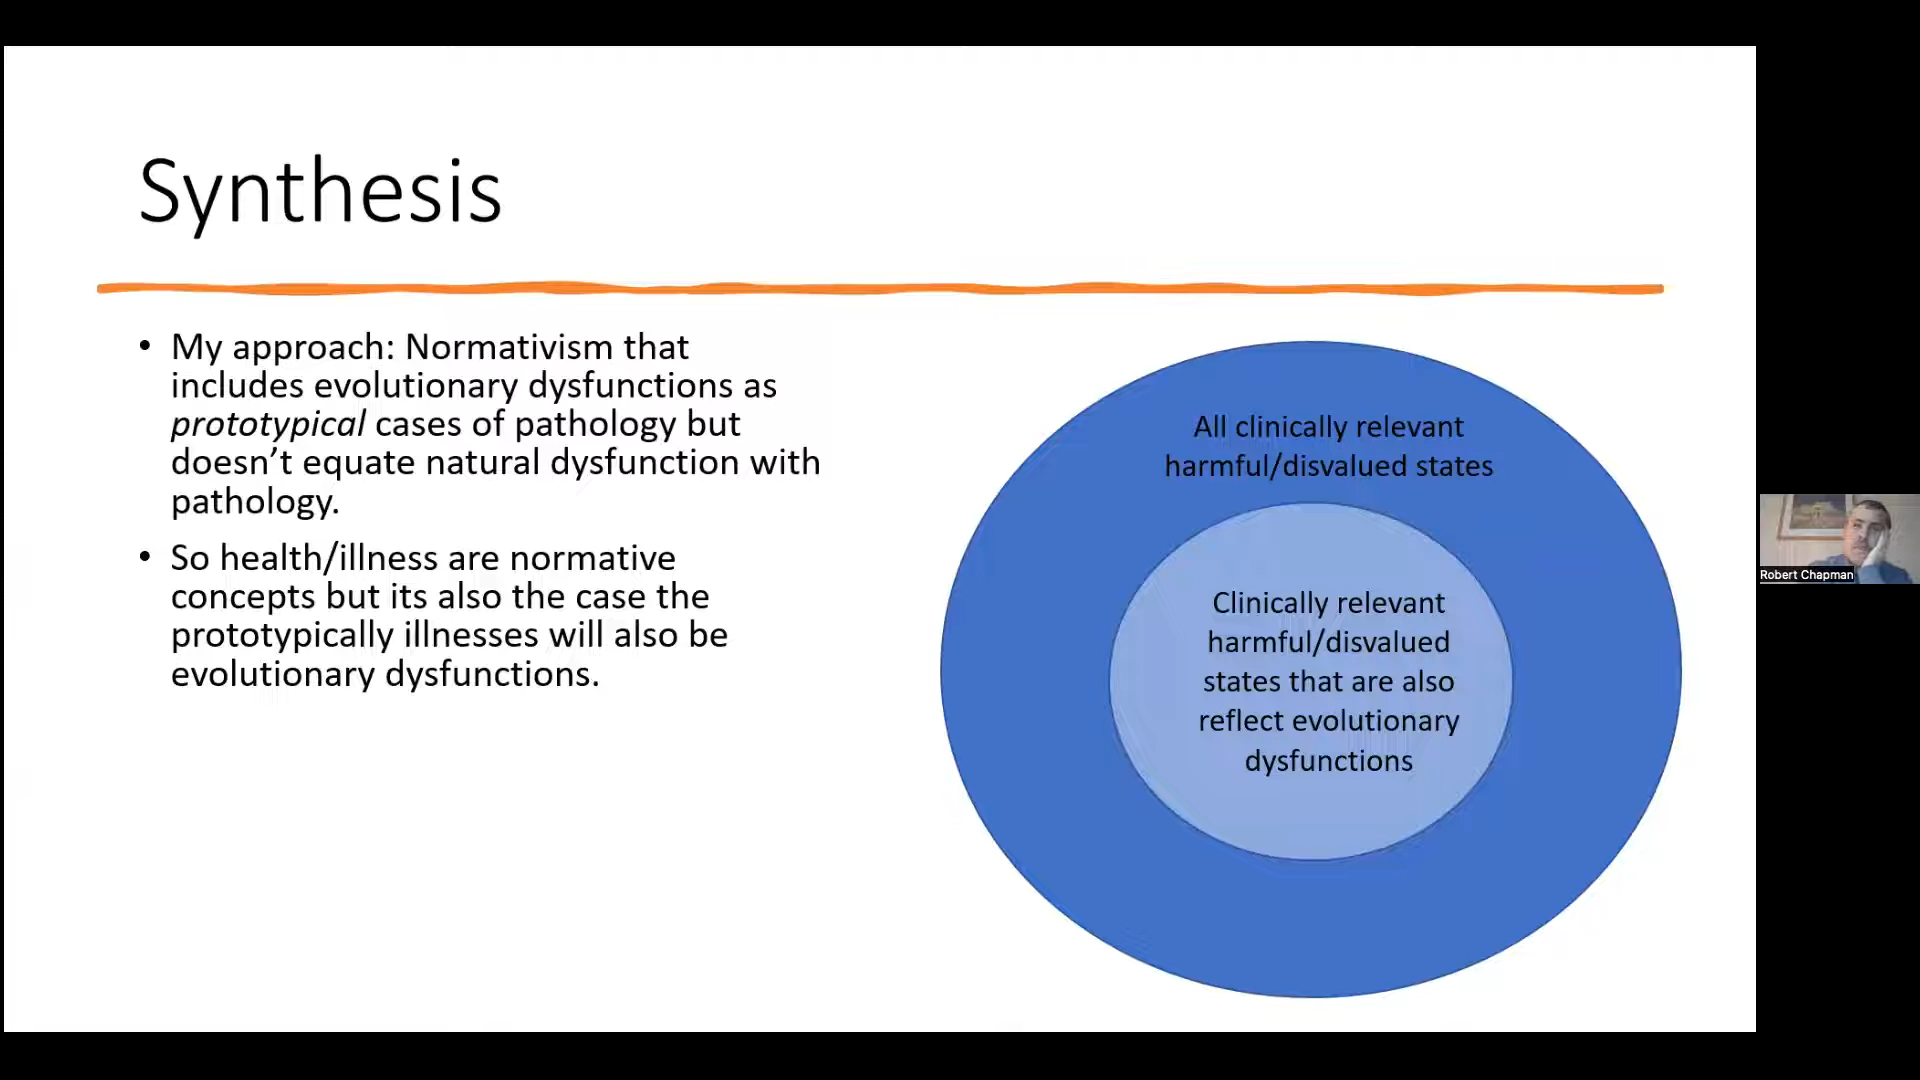 Synthesis
• My approach: Normativism that
includes evolutionary dysfunctions as
prototypical cases of pathology but
doesn’t equate natural dysfunction with
pathology.
• So health/illness are normative
concepts but its also the case the
prototypically illnesses will also be
evolutionary dysfunctions.
All clinically relevant
harmful/disvalued states
Clinically relevant
harmful/disvalued
states that are also
reflect evolutionary
dysfunctions
Robert Chapman